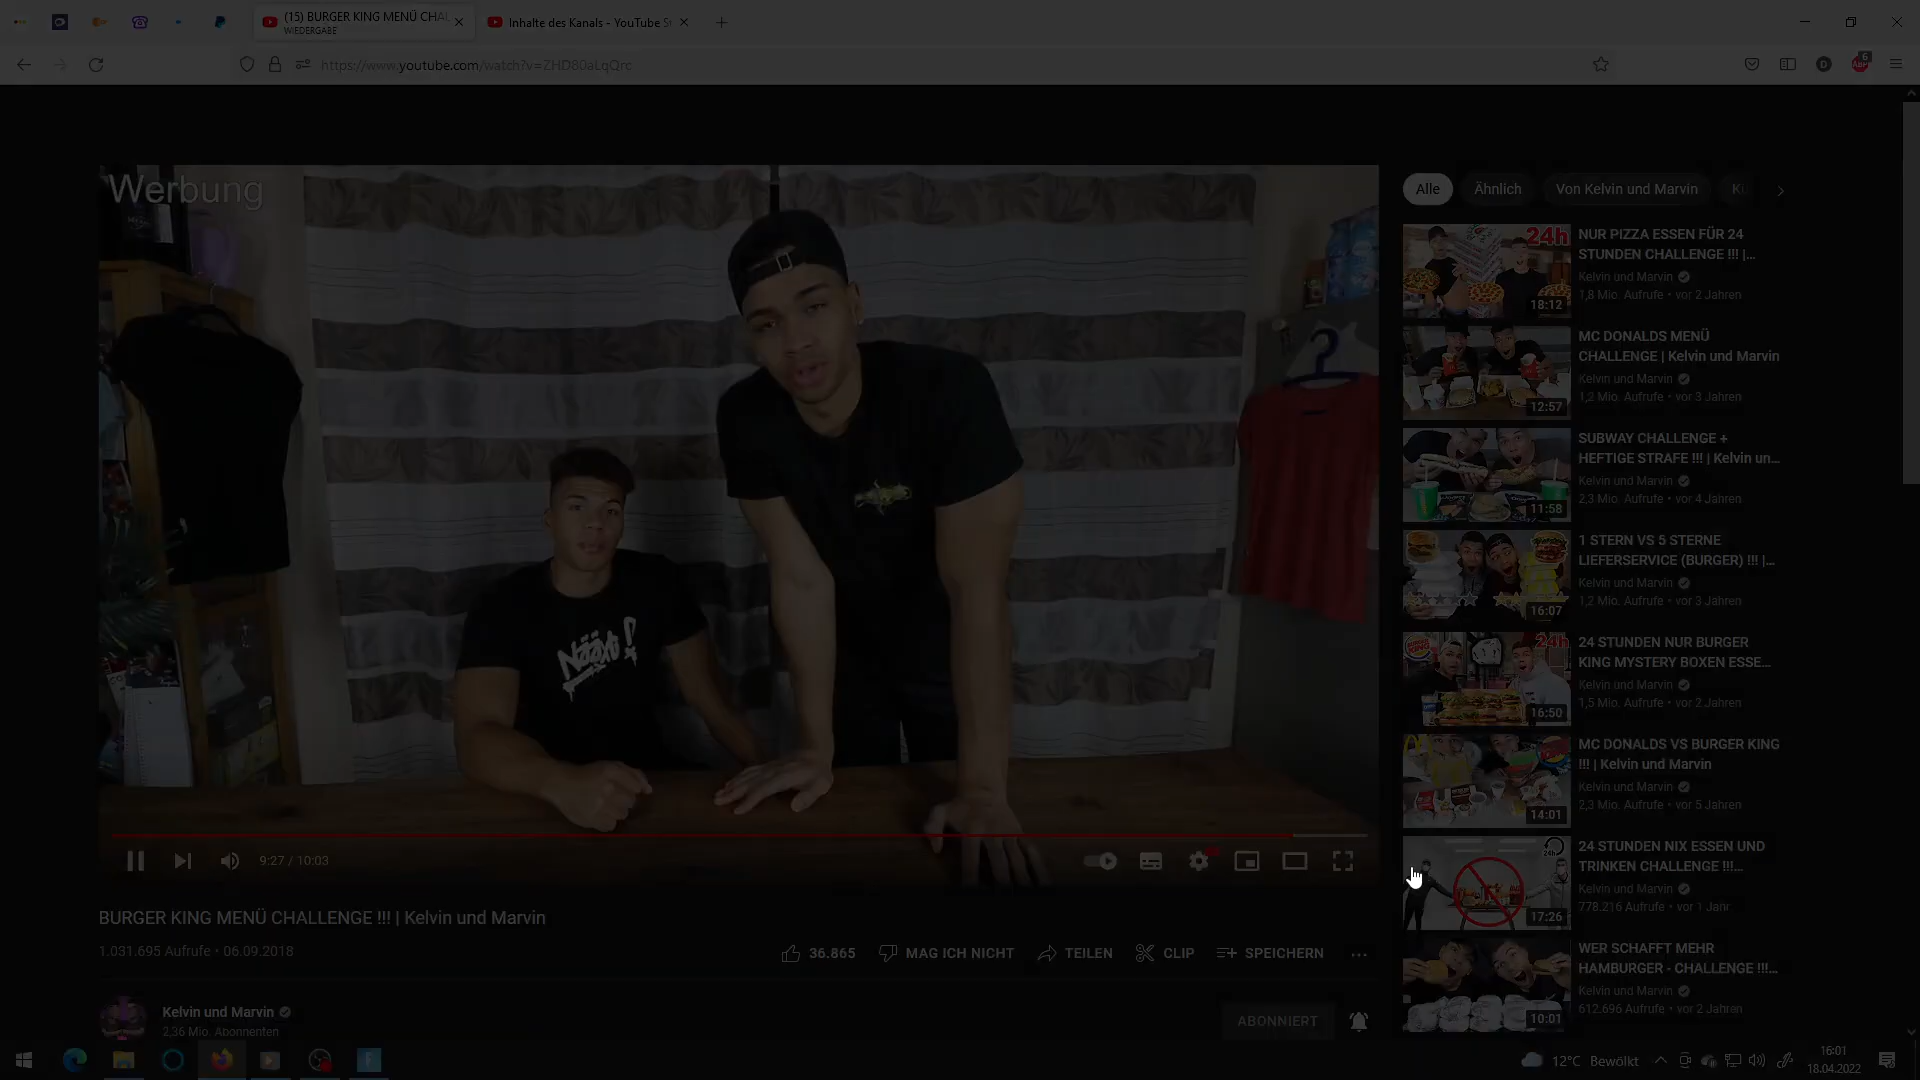 (15) BURGER KING MENÜ CHAL
WIEDERGABE
Inhalte des Kanals - YouTube S
https://www.youtube.com/watch?v=ZHD80aLqQrc
6
ABP
Werbung
Nääxt!
9:27 / 10:03
BURGER KING MENÜ CHALLENGE !!! | Kelvin und Marvin
1.031.695 Aufrufe • 06.09.2018
36.865
MAG ICH NICHT
TEILEN
CLIP
SPEICHERN
Kelvin und Marvin
2,36 Mio. Abonnenten
ABONNIERT
Alle
Ähnlich
Von Kelvin und Marvin
24h
18:12
NUR PIZZA ESSEN FÜR 24
STUNDEN CHALLENGE !!! |...
Kelvin und Marvin
1,8 Mio. Aufrufe • vor 2 Jahren
12:57
MC DONALDS MENÜ
CHALLENGE | Kelvin und Marvin
Kelvin und Marvin
1,2 Mio. Aufrufe • vor 3 Jahren
11:58
SUBWAY CHALLENGE +
HEFTIGE STRAFE !!! | Kelvin un...
Kelvin und Marvin
2,3 Mio. Aufrufe • vor 4 Jahren
16:07
1 STERN VS 5 STERNE
LIEFERSERVICE (BURGER) !!! |...
Kelvin und Marvin
1,2 Mio. Aufrufe • vor 3 Jahren
24h
16:50
24 STUNDEN NUR BURGER
KING MYSTERY BOXEN ESSE...
Kelvin und Marvin
1,5 Mio. Aufrufe • vor 2 Jahren
14:01
MC DONALDS VS BURGER KING
!!! | Kelvin und Marvin
Kelvin und Marvin
2,3 Mio. Aufrufe • vor 5 Jahren
24h
17:26
24 STUNDEN NIX ESSEN UND
TRINKEN CHALLENGE !!!...
Kelvin und Marvin
778.216 Aufrufe • vor 1 Jahr
10:01
WER SCHAFFT MEHR
HAMBURGER - CHALLENGE !!!...
Kelvin und Marvin
612.696 Aufrufe • vor 2 Jahren
12°C Bewölkt
16:01
18.04.2022